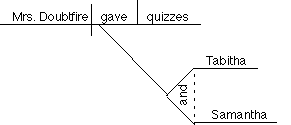 Mrs. Doubtfire gave quizzes
Tabitha
and
Samantha